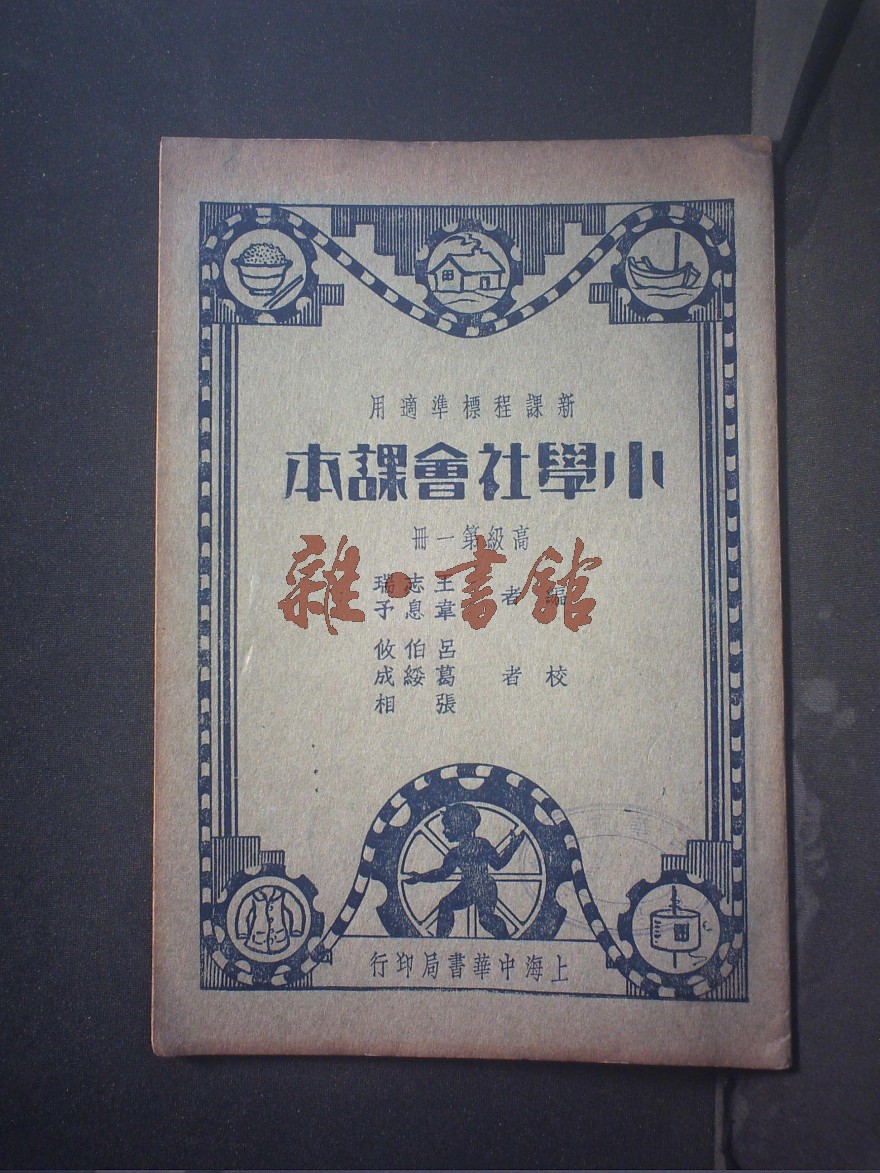 新課程標準適用
小學社會課本
高級第一冊
雜·書館
編者
王志瑞
韋息予
校者
呂伯攸
葛綏成
張相
上海中華書局印行